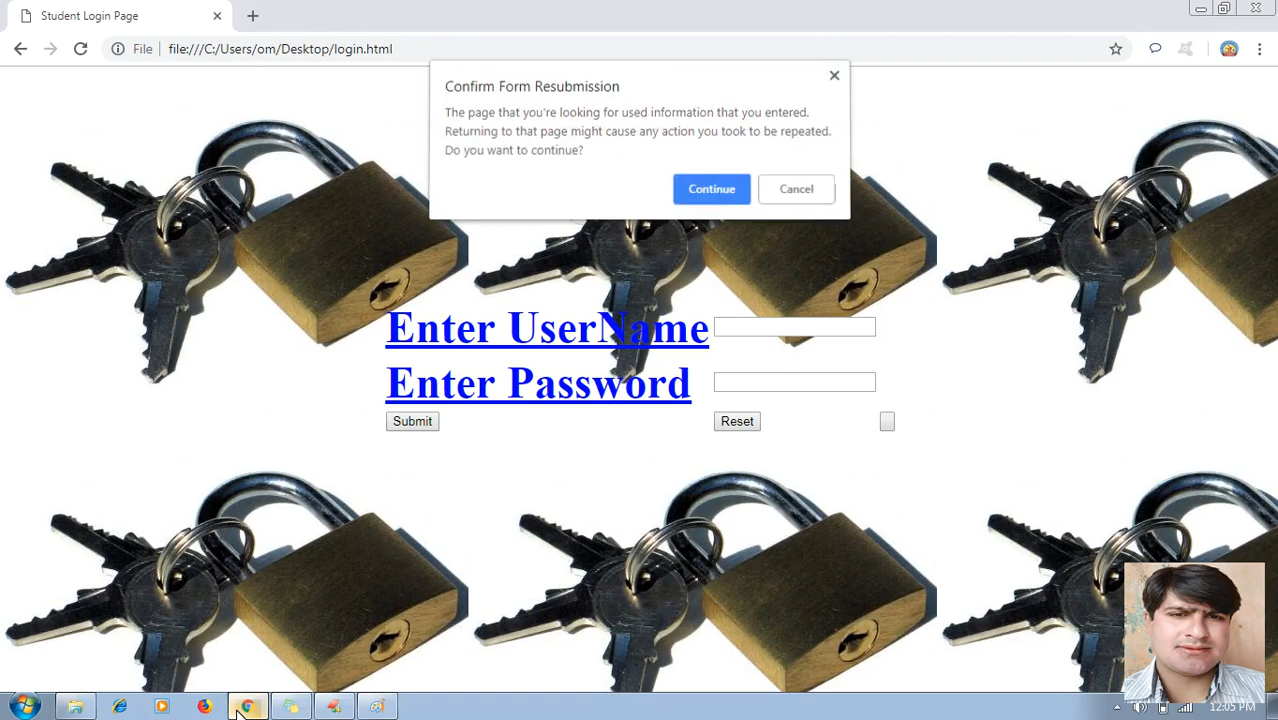 Student Login Page
File
file:///C:/Users/om/Desktop/login.html
Confirm Form Resubmission
The page that you're looking for used information that you entered.
Returning to that page might cause any action you took to be repeated.
Do you want to continue?
Continue
Cancel
Enter UserName
Enter Password
Submit
Reset
12:05 PM